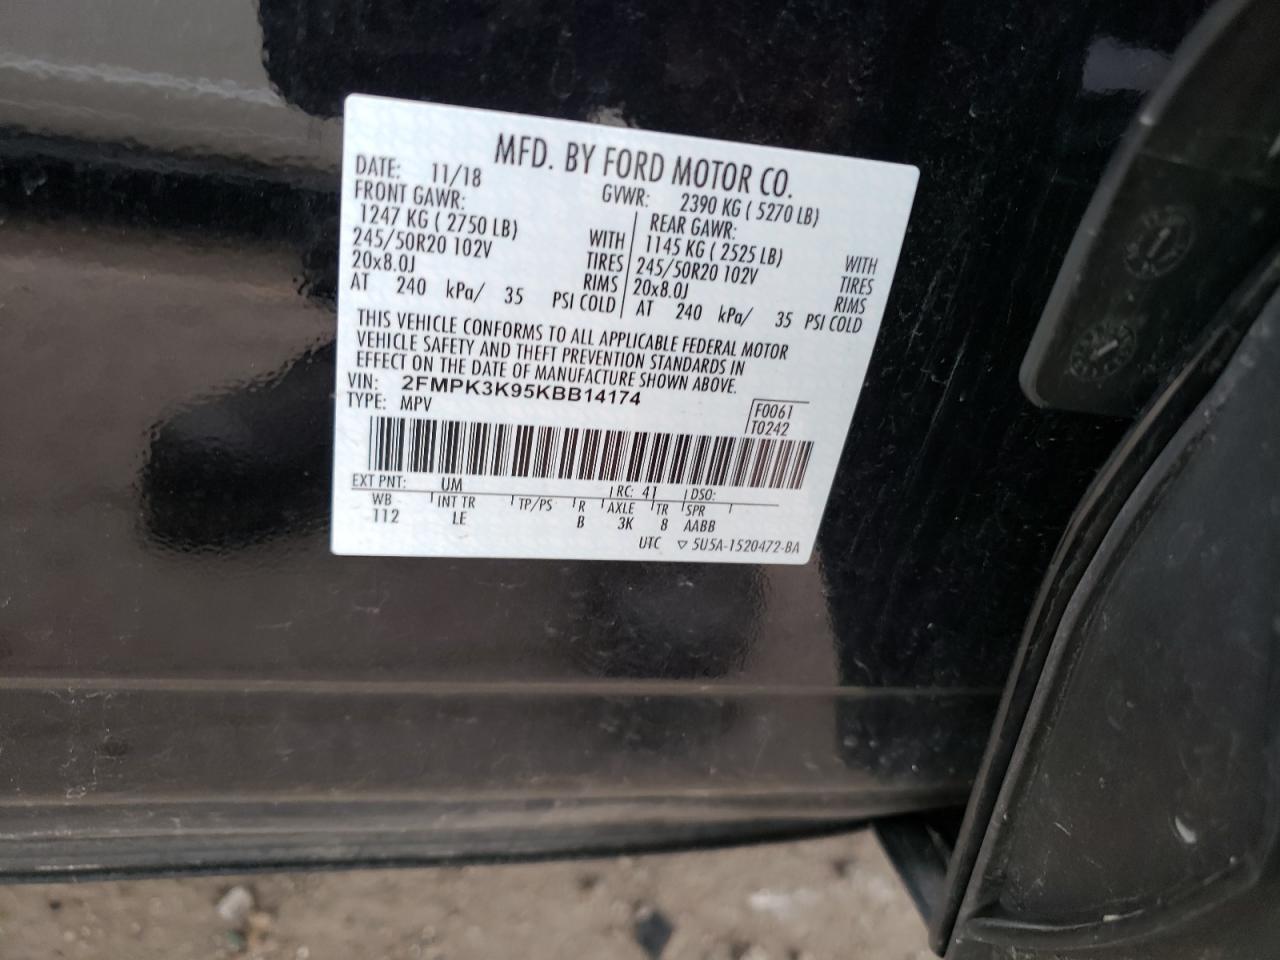 MFD. BY FORD MOTOR CO.
DATE: 11/18 GVWR: 2390 KG ( 5270 LB)
FRONT GAWR: REAR GAWR:
1247 KG ( 2750 LB) WITH 1145 KG ( 2525 LB) WITH
245/50R20 102V TIRES 245/50R20 102V TIRES
20x8.0J RIMS 20x8.0J RIMS
AT 240 kPa/ 35 PSI COLD AT 240 kPa/ 35 PSI COLD
THIS VEHICLE CONFORMS TO ALL APPLICABLE FEDERAL MOTOR
VEHICLE SAFETY AND THEFT PREVENTION STANDARDS IN
EFFECT ON THE DATE OF MANUFACTURE SHOWN ABOVE.
VIN: 2FMPK3K95KBB14174
TYPE: MPV F0061
T0242
EXT PNT: UM RC: 41 DSO:
WB INT TR TP/PS R AXLE TR SPR
112 LE B 3K 8 AABB
UTC ▽ 5U5A-1520472-BA